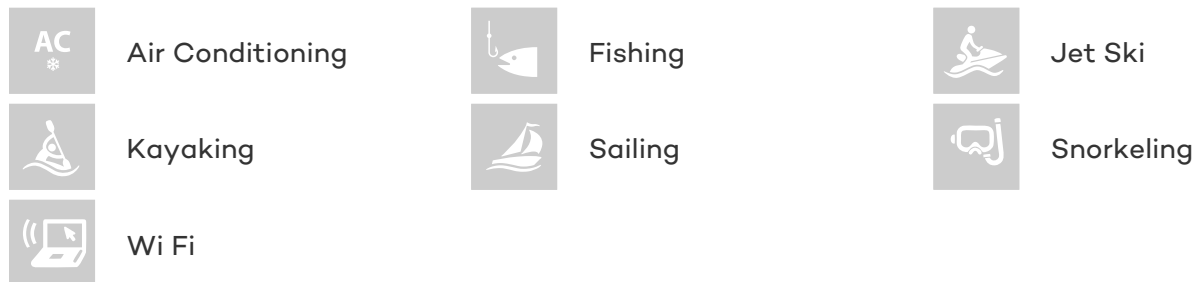 AC
Air Conditioning
Fishing
Jet Ski
Kayaking
Sailing
Snorkeling
Wi Fi